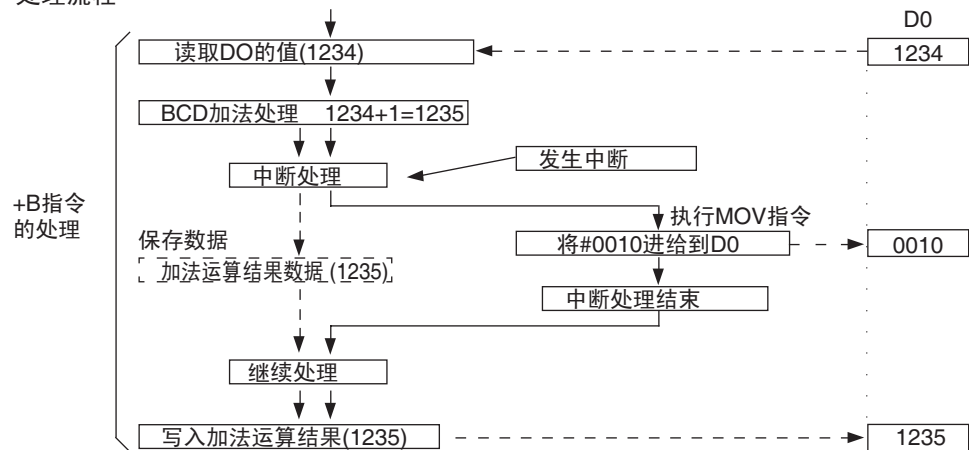 处理流程
D0
读取DO的值(1234)
1234
BCD加法处理 1234+1=1235
发生中断
中断处理
+B指令
的处理
执行MOV指令
保存数据
将#0010进给到D0
0010
加法运算结果数据 (1235)
中断处理结束
继续处理
写入加法运算结果(1235)
1235